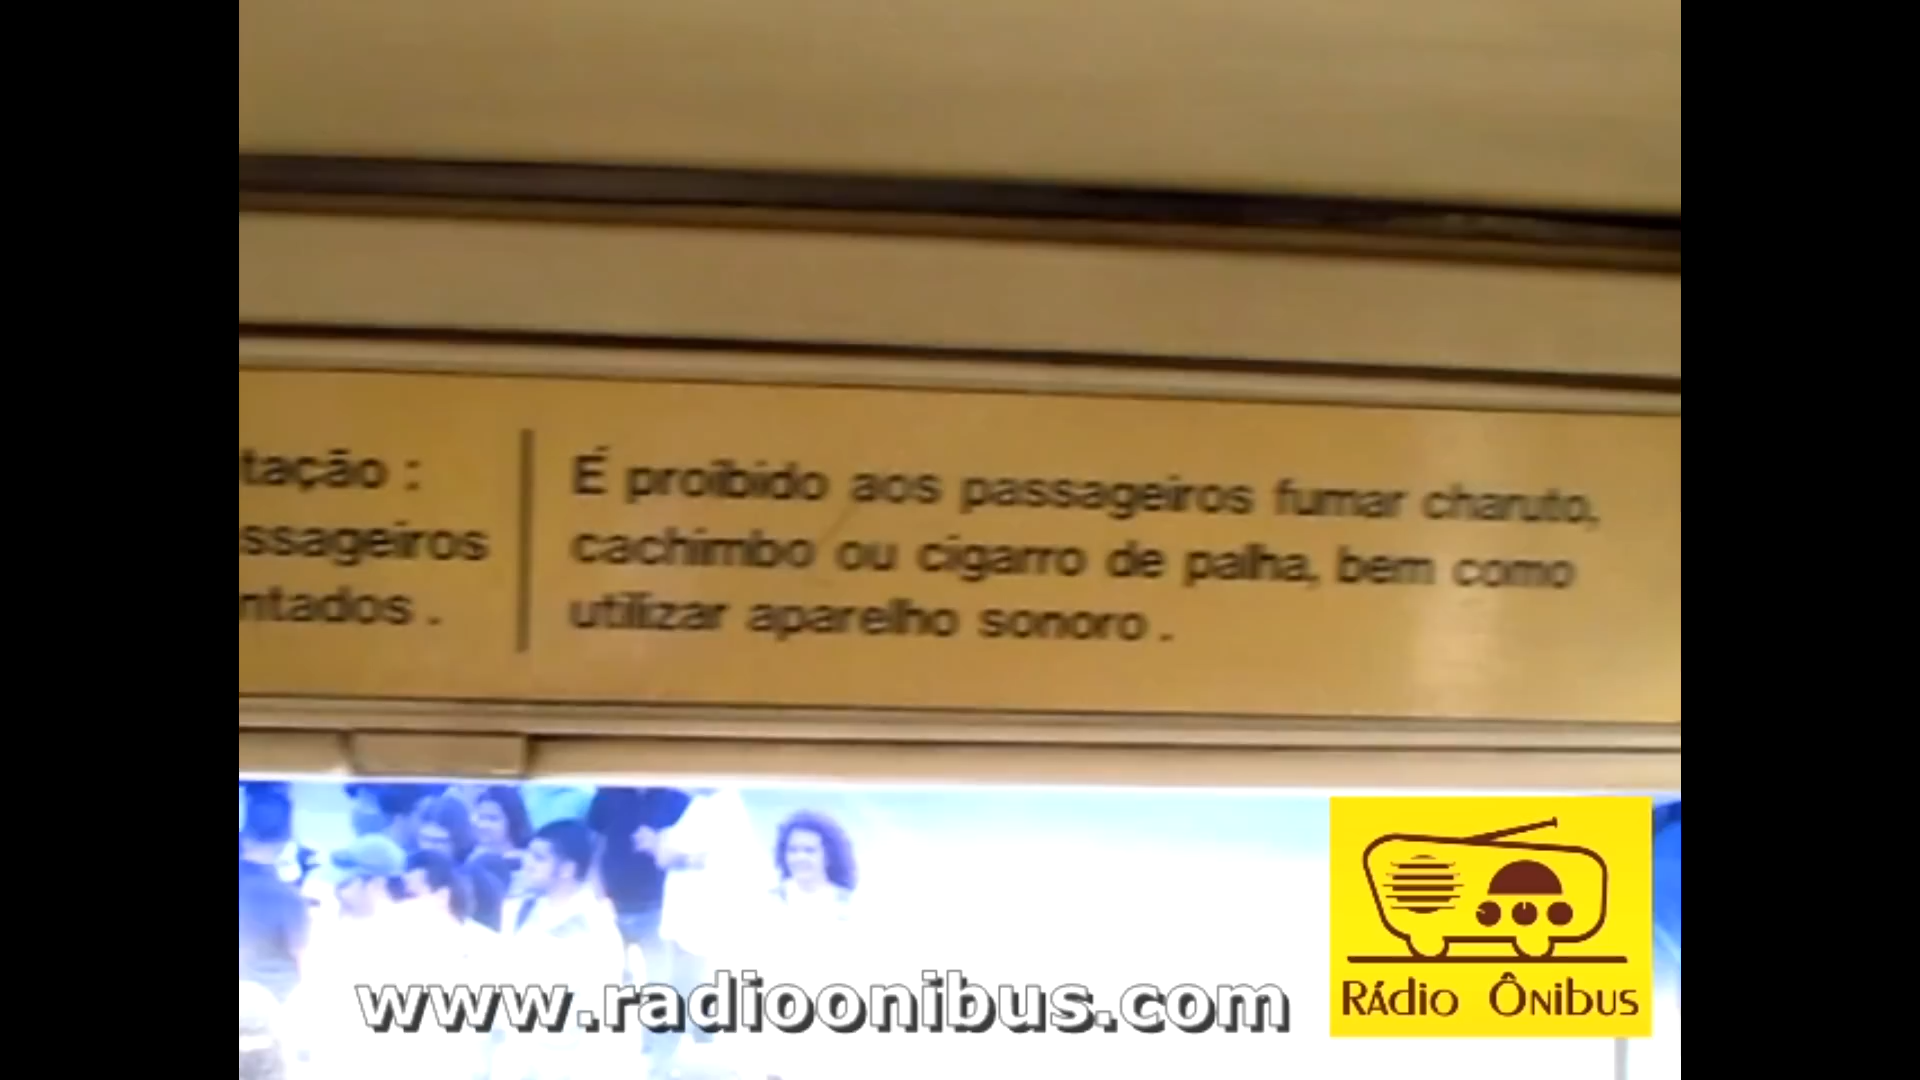 tação :
ssageiros
ntados .
É proibido aos passageiros fumar charuto,
cachimbo ou cigarro de palha, bem como
utilizar aparelho sonoro .
www.radioonibus.com
RÁdio ÔNibus